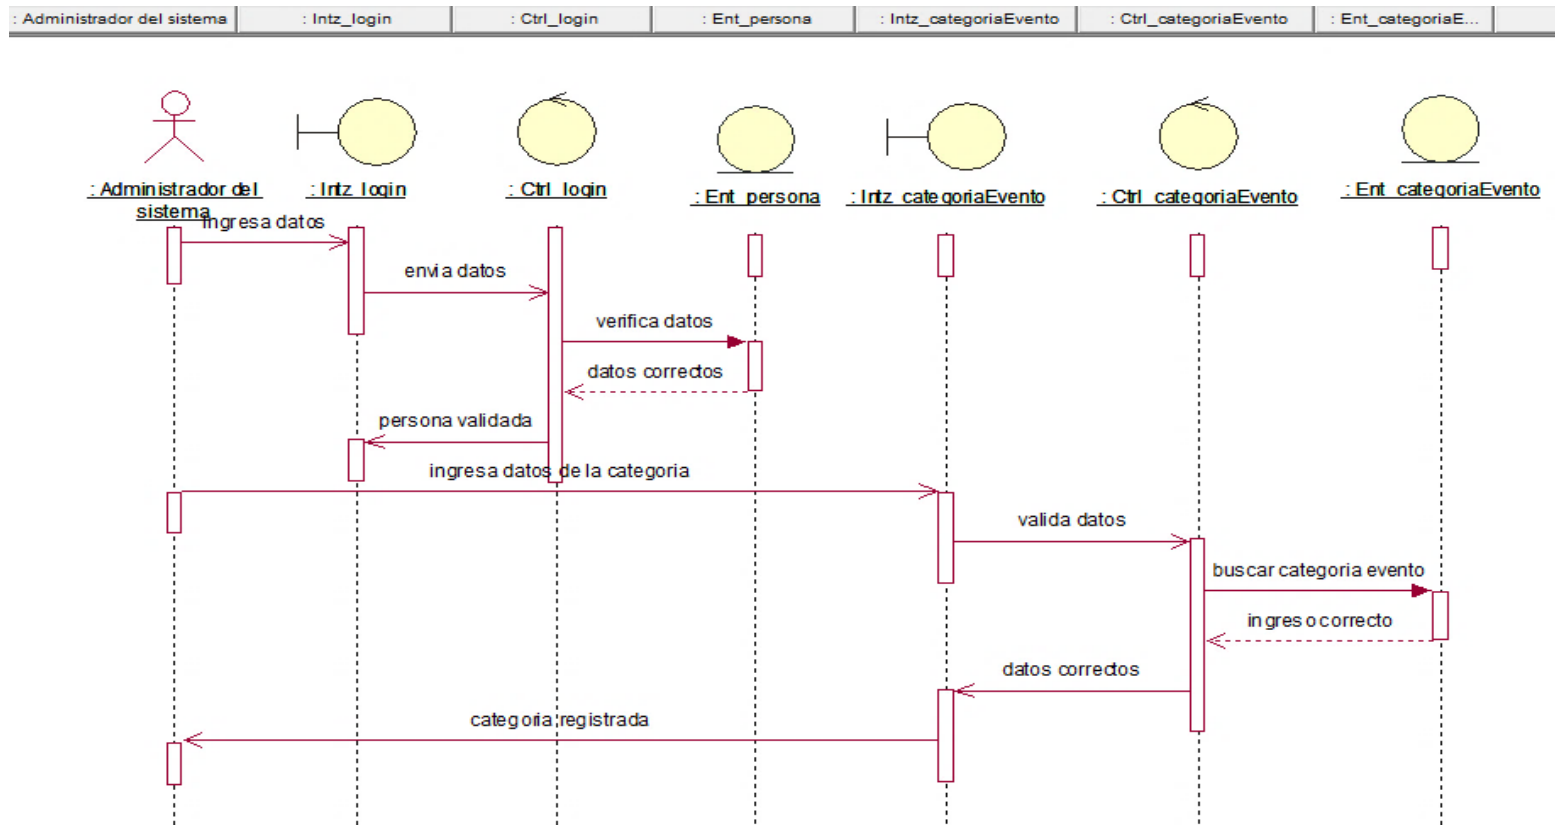 : Administrador del sistema
: Intz_login
: Ctrl_login
: Ent_persona
: Intz_categoriaEvento
: Ctrl_categoriaEvento
: Ent_categoriaE...
: Administrador del
sistema
: Intz_login
: Ctrl_login
: Ent_persona
: Intz_categoriaEvento
: Ctrl_categoriaEvento
: Ent_categoriaEvento
ingresa datos
envia datos
verifica datos
datos correctos
persona validada
ingresa datos de la categoria
valida datos
buscar categoria evento
ingreso correcto
datos correctos
categoria registrada